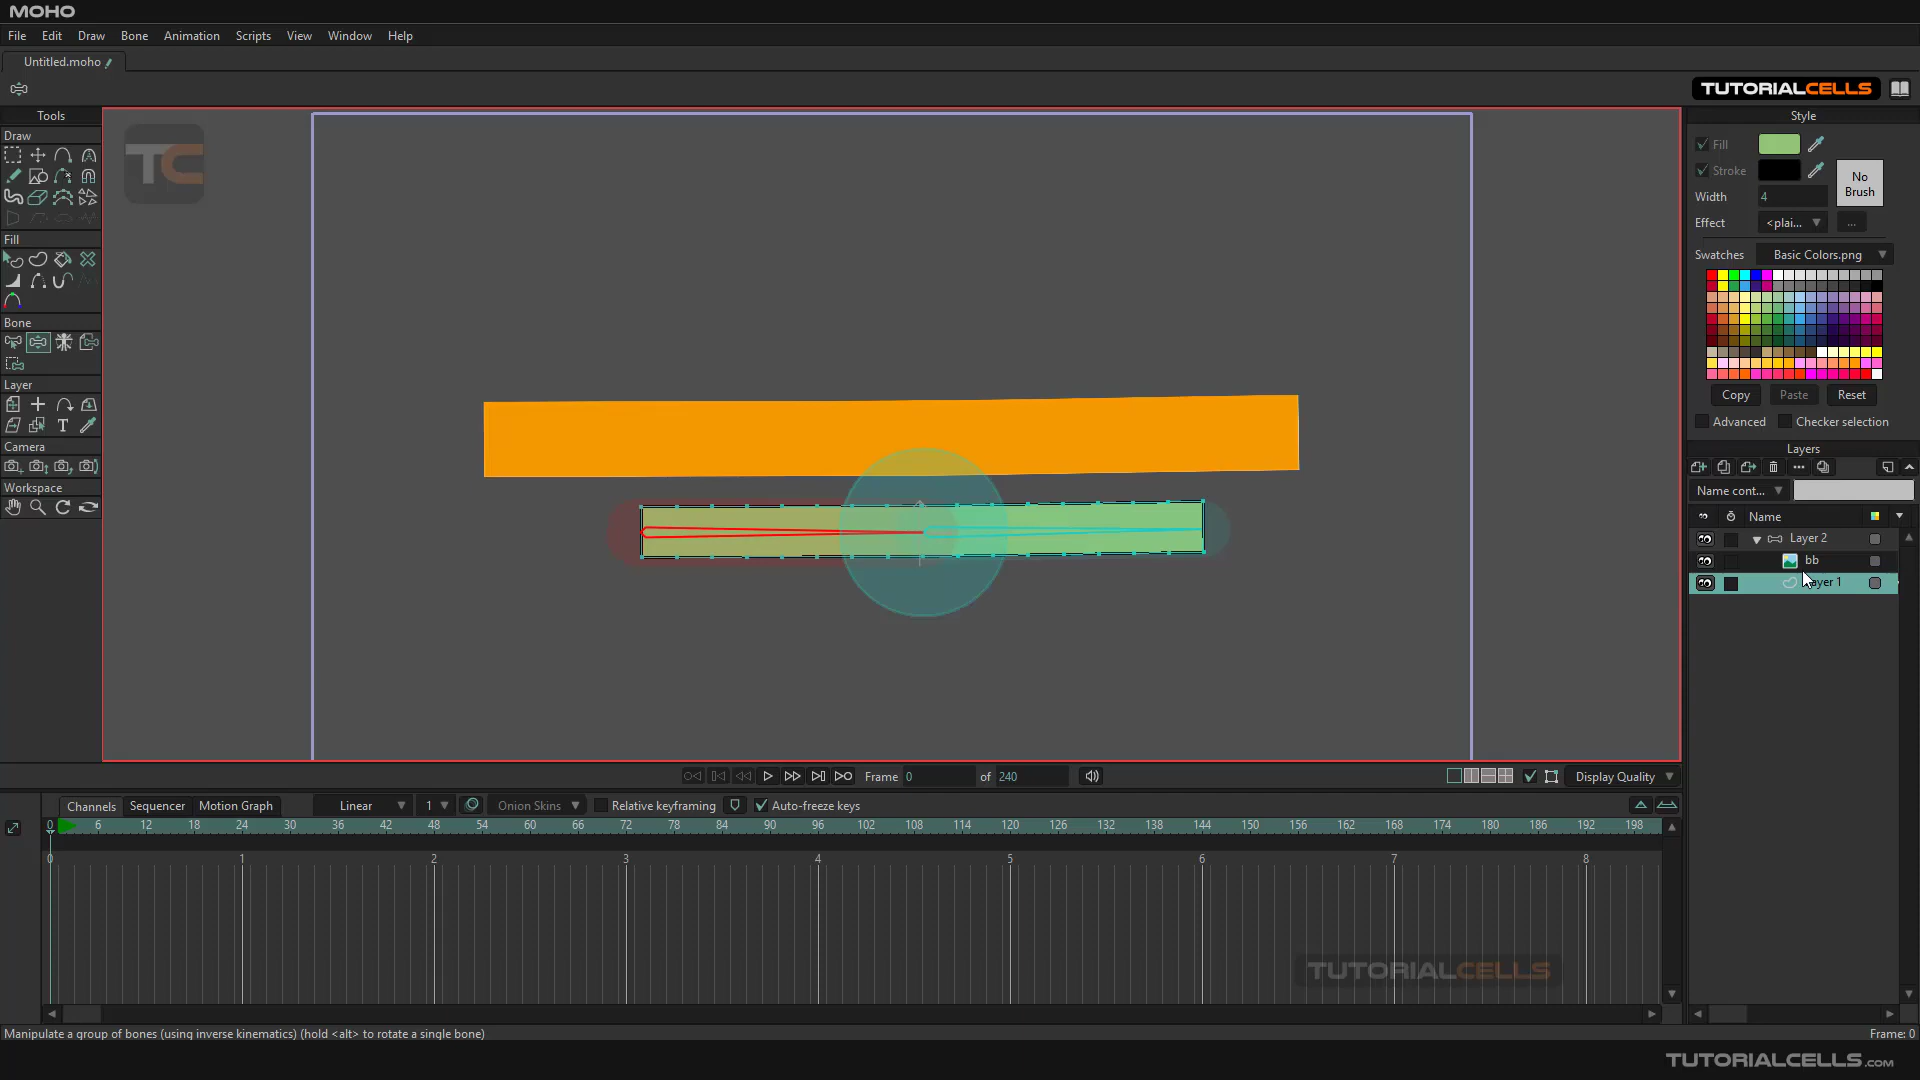 MOHO
File Edit Draw Bone Animation Scripts View Window Help
Untitled.moho
TUTORIALCELLS
Tools
Draw
Fill
Bone
Layer
T
Camera
Workspace
TC
Style
Fill
Stroke
No Brush
Width 4
Effect <plai... ...
Swatches Basic Colors.png
Copy Paste Reset
Advanced Checker selection
Layers
Name cont...
Name
Layer 2
bb
ayer 1
Frame 0 of 240 Display Quality
Channels Sequencer Motion Graph Linear 1 Onion Skins Relative keyframing Auto-freeze keys
0 6 12 18 24 30 36 42 48 54 60 66 72 78 84 90 96 102 108 114 120 126 132 138 144 150 156 162 168 174 180 186 192 198
0 1 2 3 4 5 6 7 8
TUTORIALCELLS
Manipulate a group of bones (using inverse kinematics) (hold <alt> to rotate a single bone) Frame: 0
TUTORIALCELLS.COM